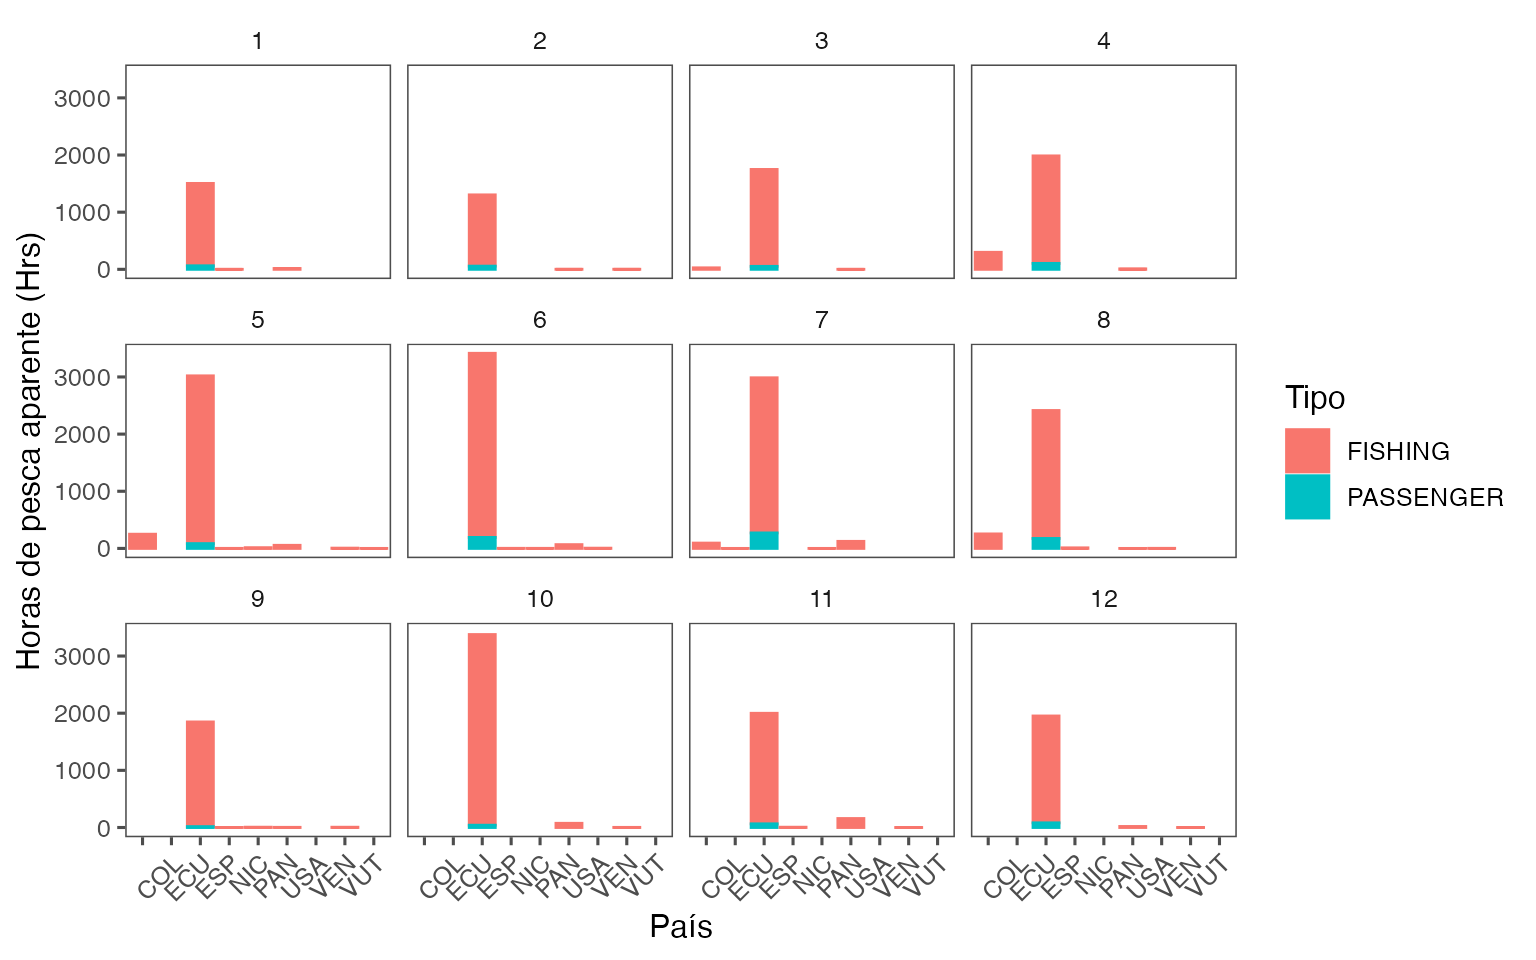 1 2 3 4
3000
2000
1000
0
5 6 7 8
3000
2000
1000
0
9 10 11 12
3000
2000
1000
0
COL ECU ESP NIC PAN USA VEN VUT COL ECU ESP NIC PAN USA VEN VUT COL ECU ESP NIC PAN USA VEN VUT COL ECU ESP NIC PAN USA VEN VUT
País
Horas de pesca aparente (Hrs)
Tipo
FISHING
PASSENGER